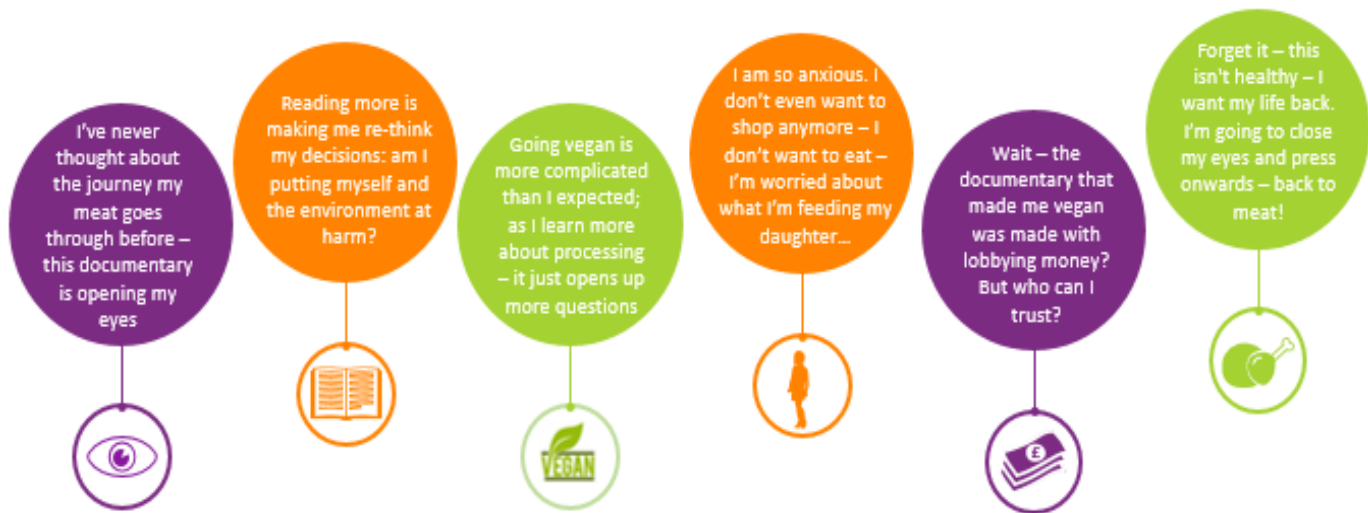 I've never
thought about
the journey my
meat goes
through before –
this documentary
is opening my
eyes
Reading more is
making me re-think
my decisions: am I
putting myself and
the environment at
harm?
Going vegan is
more complicated
than I expected;
as I learn more
about processing
– it just opens up
more questions
VEGAN
I am so anxious. I
don't even want to
shop anymore – I
don't want to eat –
I'm worried about
what I'm feeding my
daughter...
Wait – the
documentary that
made me vegan
was made with
lobbying money?
But who can I
trust?
£
Forget it – this
isn't healthy – I
want my life back.
I'm going to close
my eyes and press
onwards – back to
meat!